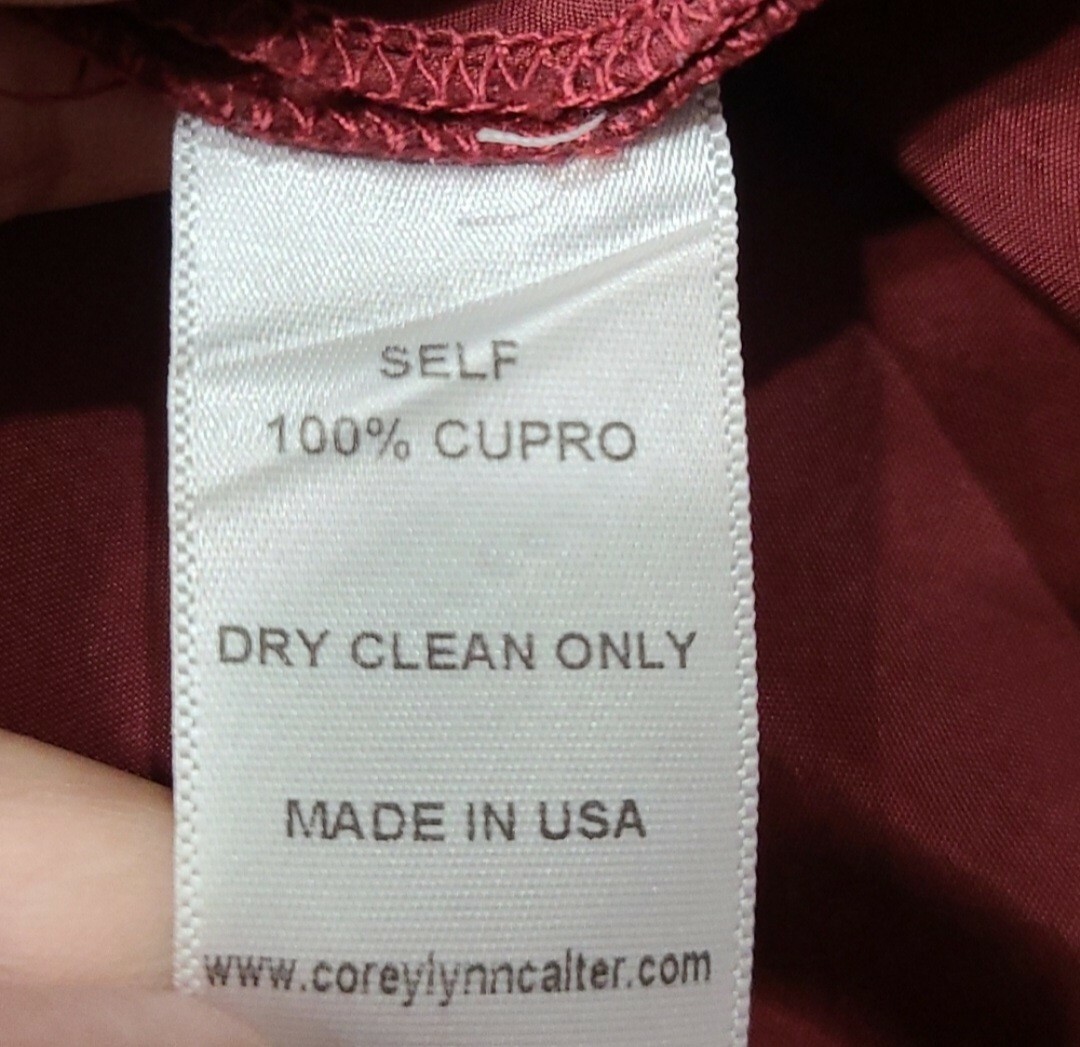 SELF
100% CUPRO
DRY CLEAN ONLY
MADE IN USA
www.coreylynncalter.com